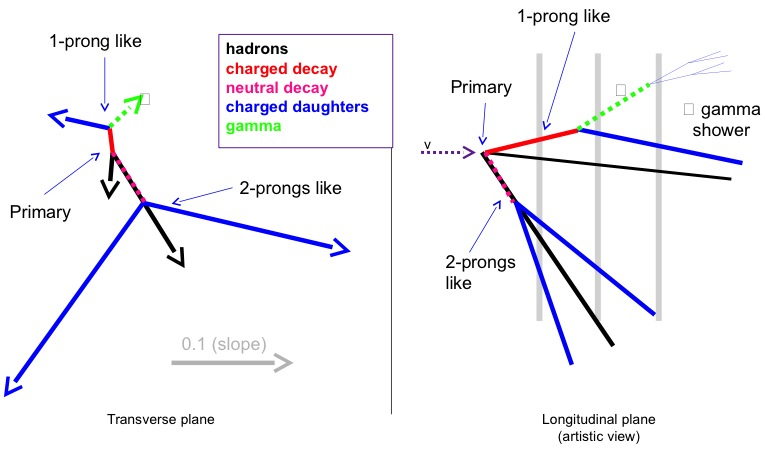 1-prong like
hadrons
charged decay
neutral decay
charged daughters
gamma
Primary
2-prongs like
0.1 (slope)
Transverse plane
1-prong like
Primary
v
gamma
shower
2-prongs
like
Longitudinal plane
(artistic view)